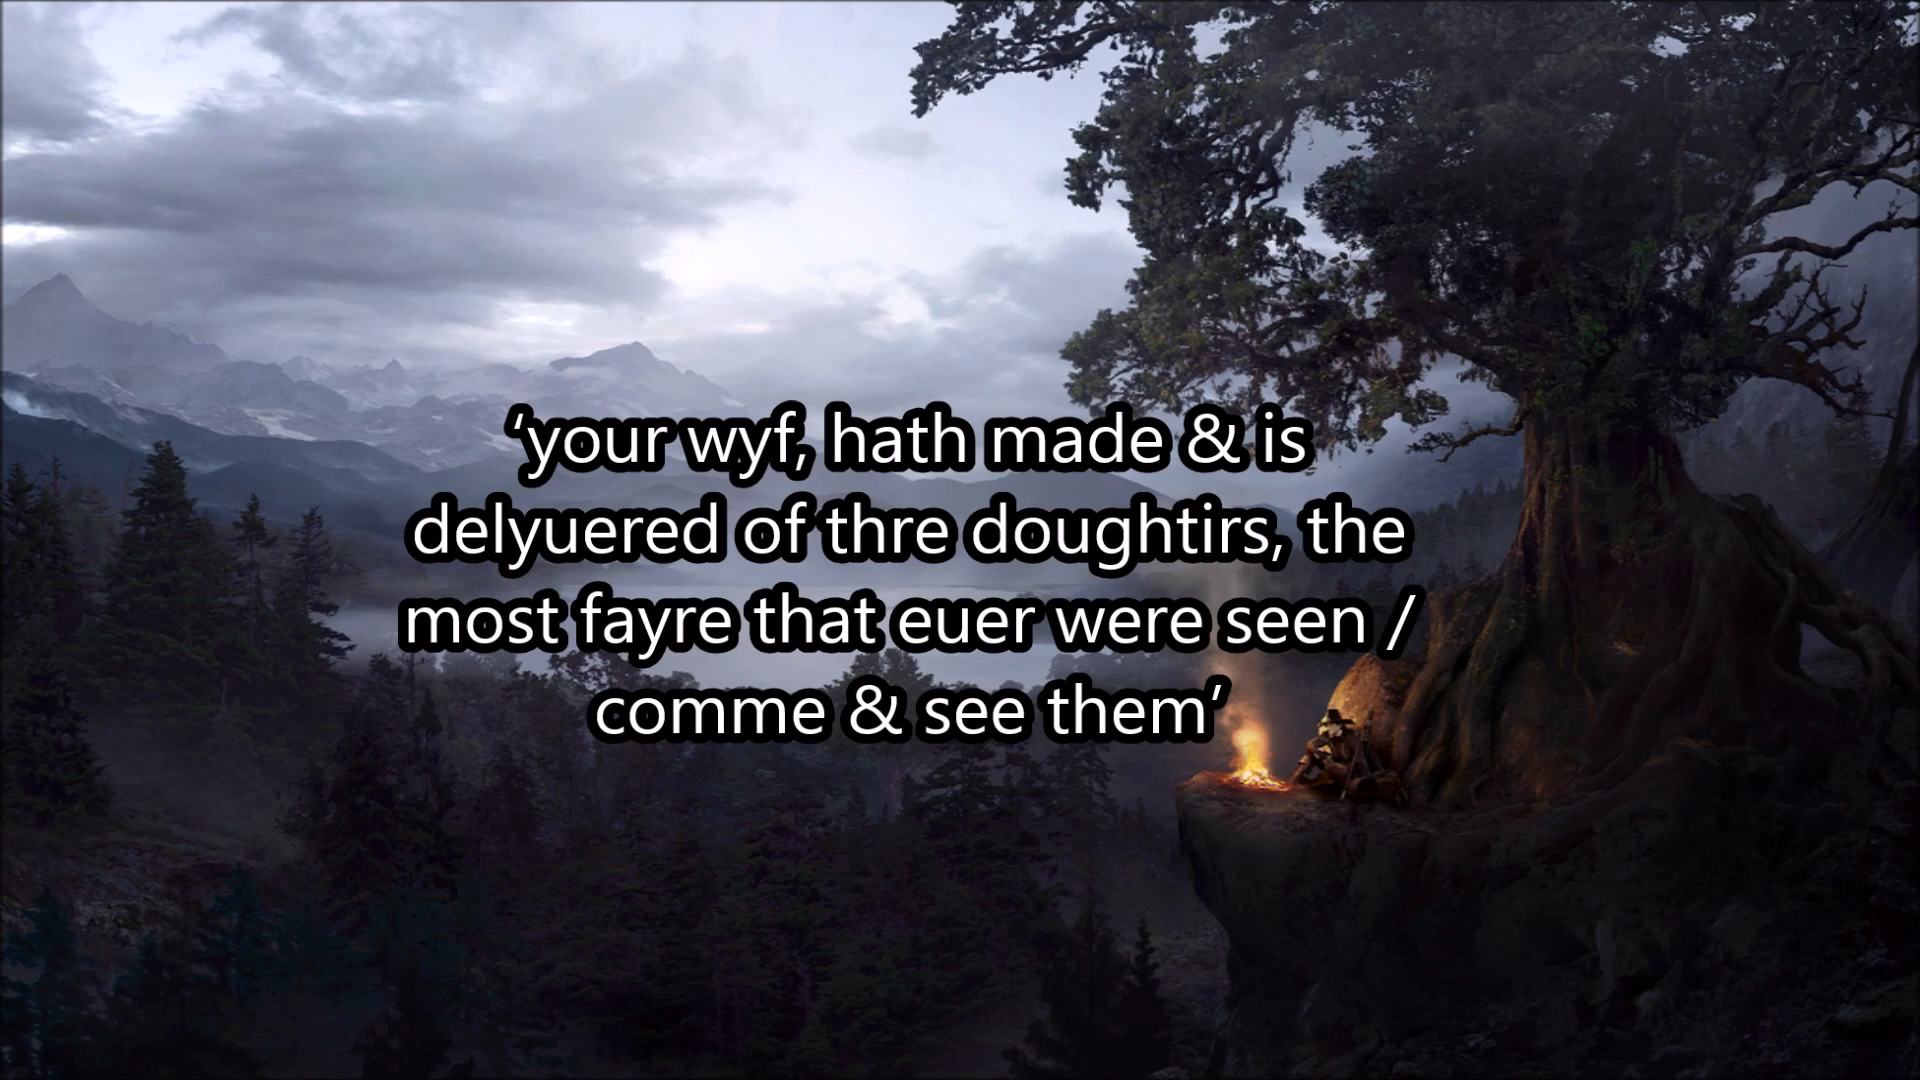 ‘your wyf, hath made & is
delyuered of thre doughtirs, the
most fayre that euer were seen /
comme & see them’